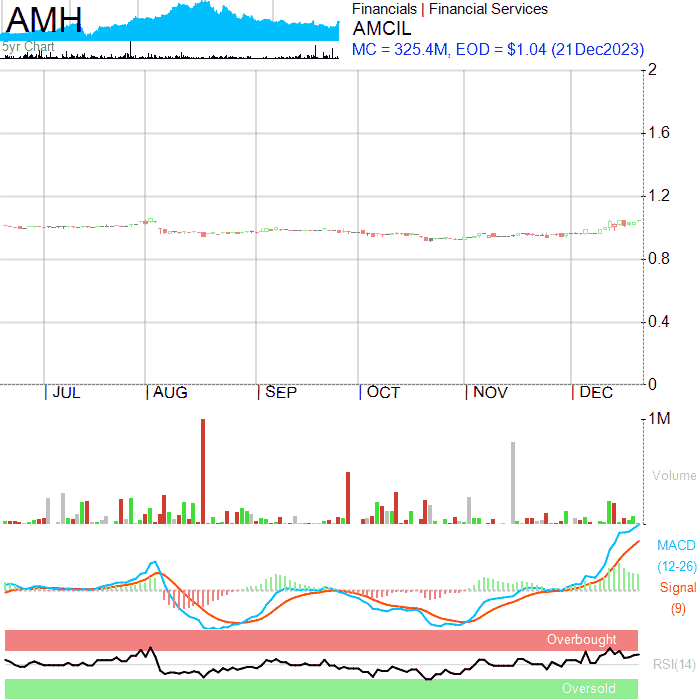 AMH
5yr Chart
Financials | Financial Services
AMCIL
MC = 325.4M, EOD = $1.04 (21Dec2023)
2
1.6
1.2
0.8
0.4
0
JUL AUG SEP OCT NOV DEC
1M
Volume
MACD
(12-26)
Signal
(9)
Overbought
RSI(14)
Oversold